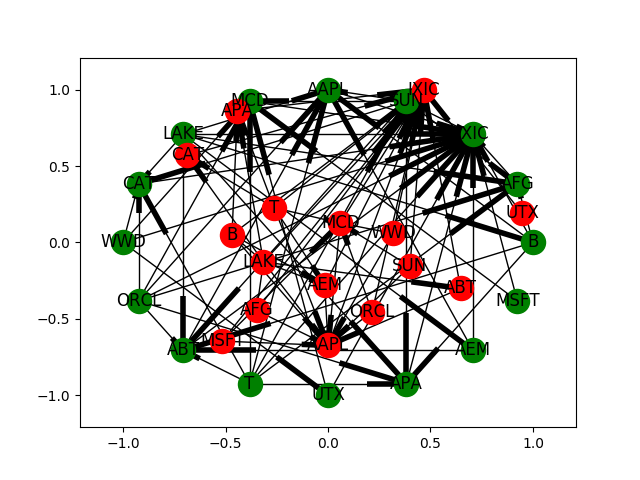 1.0
AAPL
IXIC
MCD
SUN
APA
LAKE
IXIC
CAT
0.5
CAT
AFG
T
UTX
MCD
B
WWD
0.0
WWD
B
LAKE
SUN
AEM
ABT
ORCL
MSFT
AFG
ORCL
−0.5
MSFT
AAPL
ABT
AEM
T
APA
−1.0
UTX
−1.0 −0.5 0.0 0.5 1.0